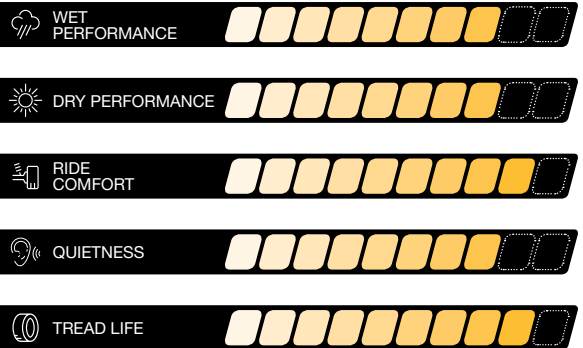 WET
PERFORMANCE
DRY PERFORMANCE
RIDE
COMFORT
QUIETNESS
TREAD LIFE